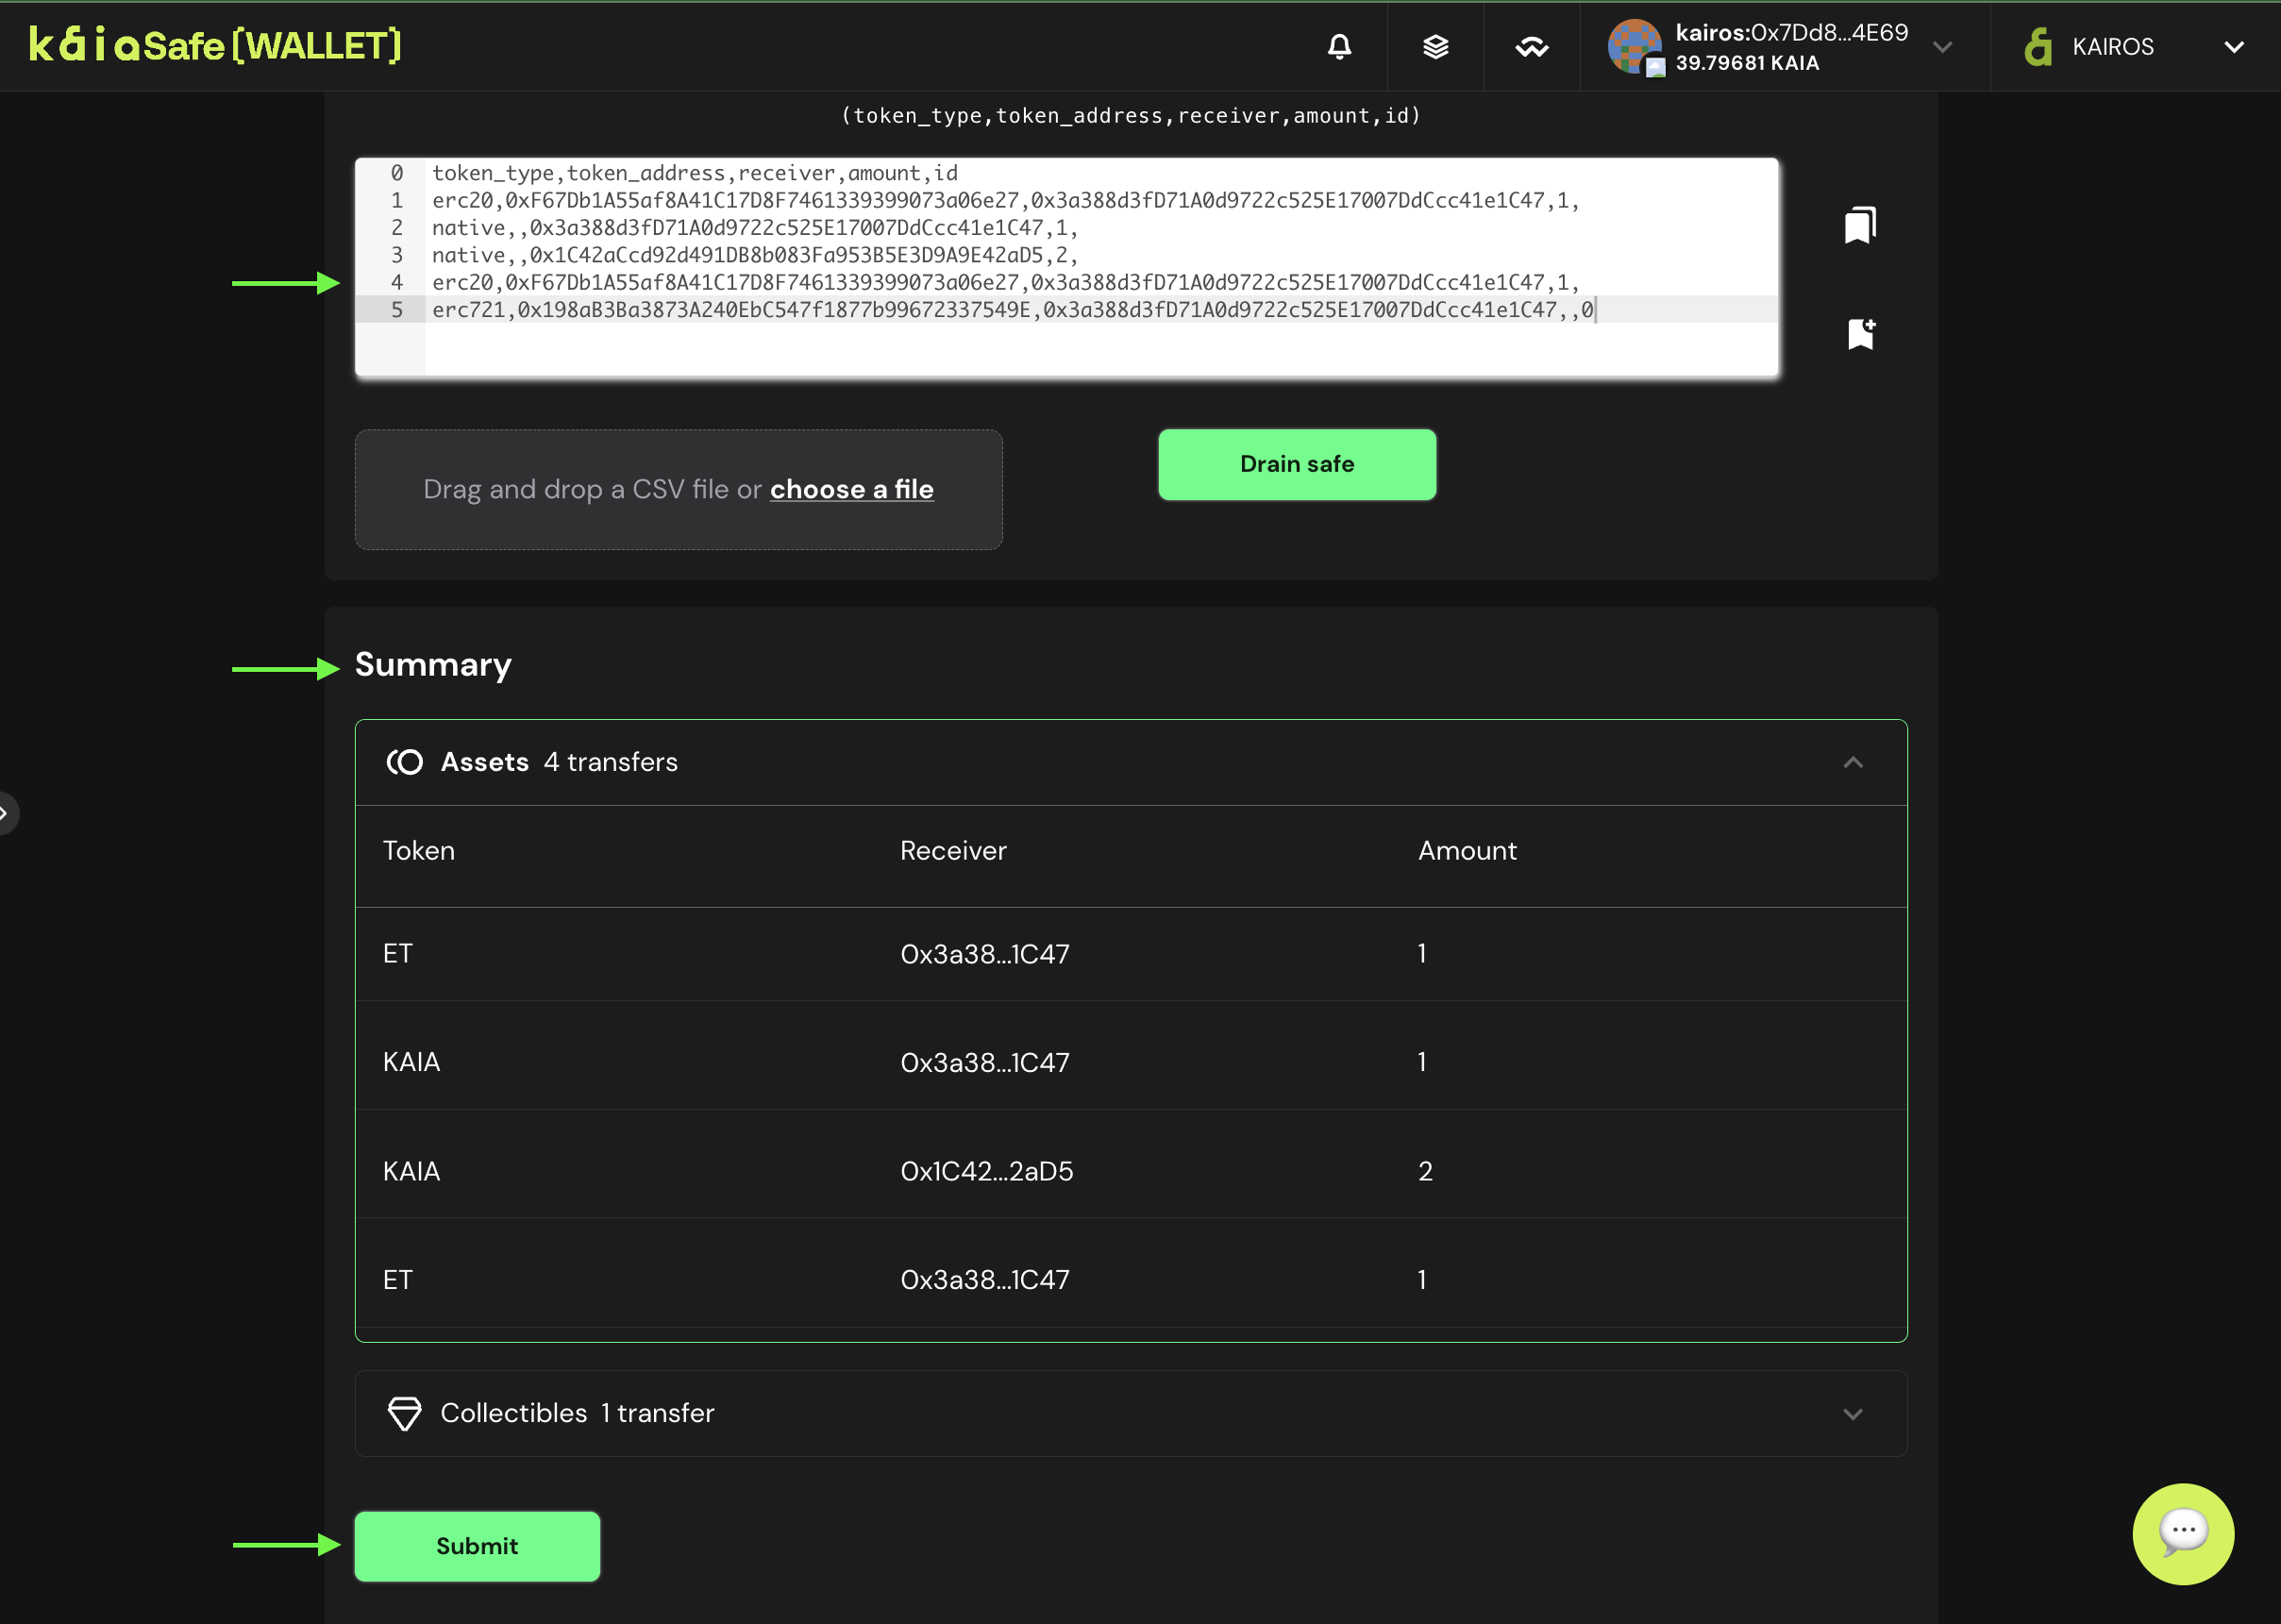 kaiaSafe[WALLET]
kairos:0x7Dd8...4E69
39.79681 KAIA
KAIROS
(token_type,token_address,receiver,amount,id)
0 token_type,token_address,receiver,amount,id
1 erc20,0xF67Db1A55af8A41C17D8F7461339399073a06e27,0x3a388d3fD71A0d9722c525E17007DdCcc41e1C47,1,
2 native,,0x3a388d3fD71A0d9722c525E17007DdCcc41e1C47,1,
3 native,,0x1C42aCcd92d491DB8b083Fa953B5E3D9A9E42aD5,2,
4 erc20,0xF67Db1A55af8A41C17D8F7461339399073a06e27,0x3a388d3fD71A0d9722c525E17007DdCcc41e1C47,1,
5 erc721,0x198aB3Ba3873A240EbC547f1877b99672337549E,0x3a388d3fD71A0d9722c525E17007DdCcc41e1C47,,0
Drag and drop a CSV file or choose a file
Drain safe
Summary
Assets 4 transfers
Token Receiver Amount
ET 0x3a38...1C47 1
KAIA 0x3a38...1C47 1
KAIA 0x1C42...2aD5 2
ET 0x3a38...1C47 1
Collectibles 1 transfer
Submit